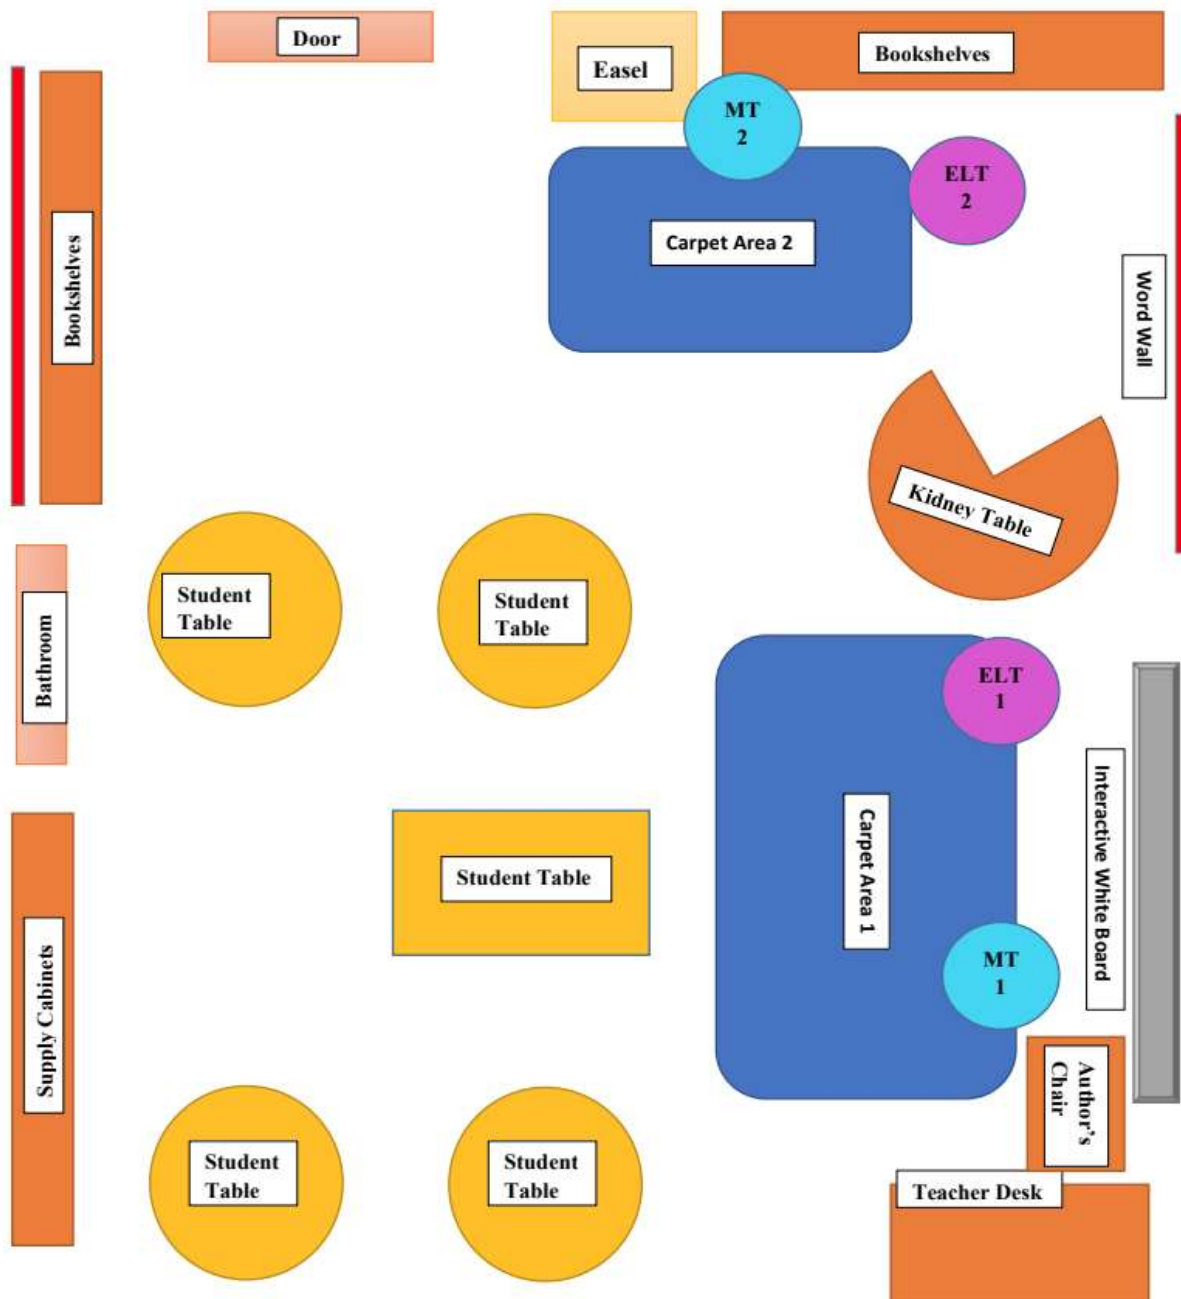 Door
Easel
Bookshelves
MT
2
ELT
2
Carpet Area 2
Bookshelves
Word Wall
Kidney Table
Student
Table
Student
Table
Bathroom
ELT
1
Interactive White Board
Carpet Area 1
Student Table
MT
1
Supply Cabinets
Author's
Chair
Student
Table
Student
Table
Teacher Desk